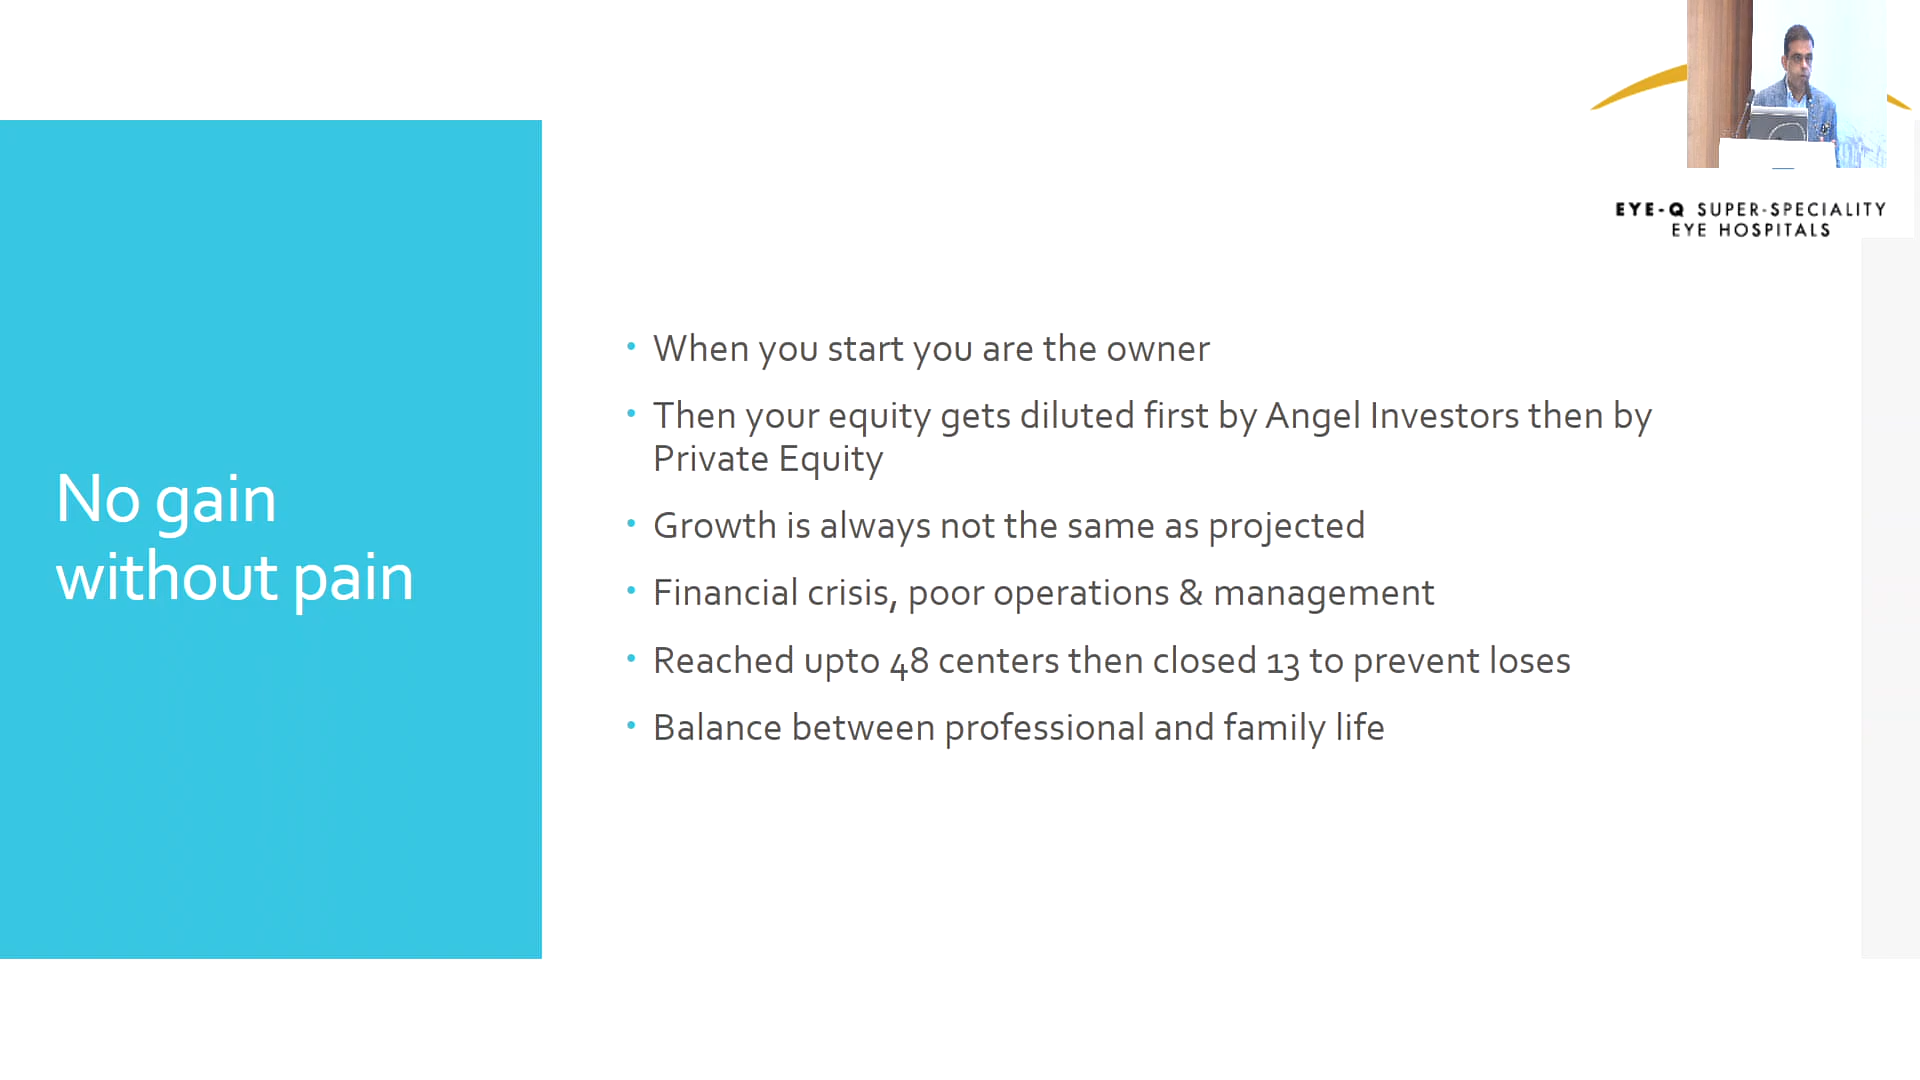 EYE-Q SUPER-SPECIALITY
EYE HOSPITALS
No gain
without pain
• When you start you are the owner
• Then your equity gets diluted first by Angel Investors then by
Private Equity
• Growth is always not the same as projected
• Financial crisis, poor operations & management
• Reached upto 48 centers then closed 13 to prevent loses
• Balance between professional and family life